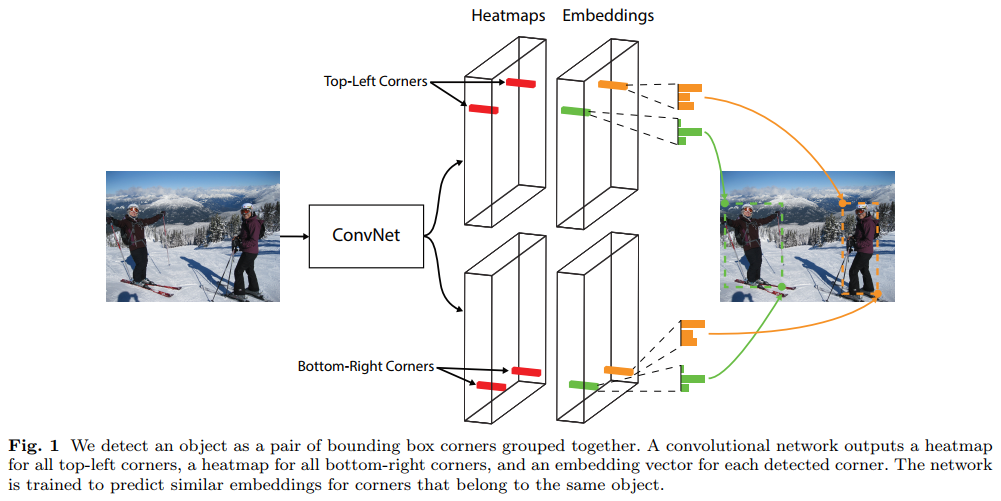 Heatmaps Embeddings
Top-Left Corners
ConvNet
Bottom-Right Corners
Fig. 1 We detect an object as a pair of bounding box corners grouped together. A convolutional network outputs a heatmap
for all top-left corners, a heatmap for all bottom-right corners, and an embedding vector for each detected corner. The network
is trained to predict similar embeddings for corners that belong to the same object.